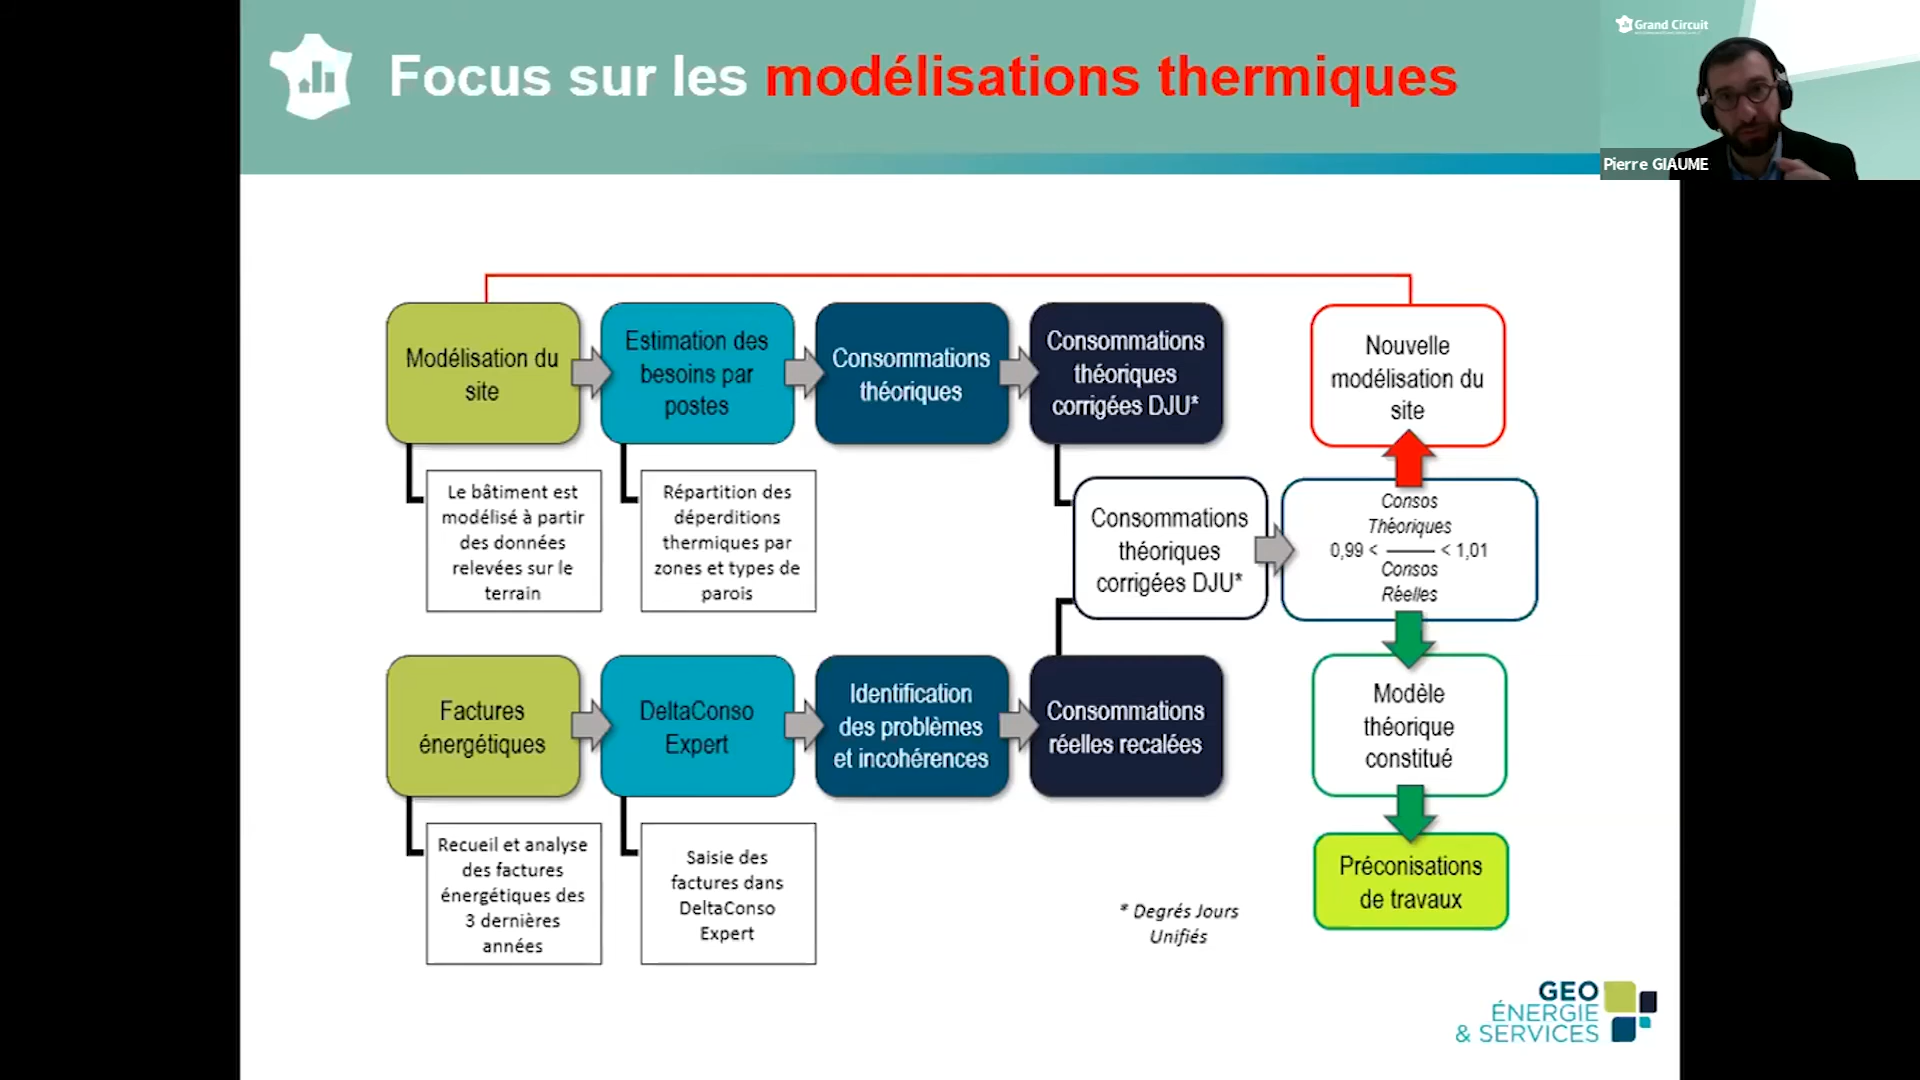 Focus sur les modélisations thermiques
Grand Circuit
Pierre GIAUME
Modélisation du
site
Estimation des
besoins par
postes
Consommations
théoriques
Consommations
théoriques
corrigées DJU*
Nouvelle
modélisation du
site
Le bâtiment est
modélisé à partir
des données
relevées sur le
terrain
Répartition des
déperditions
thermiques par
zones et types de
parois
Consommations
théoriques
corrigées DJU*
Consos
Théoriques
0,99 < < 1,01
Consos
Réelles
Factures
énergétiques
DeltaConso
Expert
Identification
des problèmes
et incohérences
Consommations
réelles recalées
Modèle
théorique
constitué
Recueil et analyse
des factures
énergétiques des
3 dernières
années
Saisie des
factures dans
DeltaConso
Expert
* Degrés Jours
Unifiés
Préconisations
de travaux
GEO
ÉNERGIE
& SERVICES